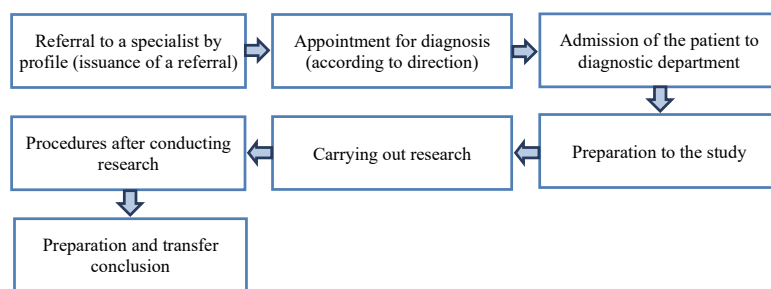 Referral to a specialist by
profile (issuance of a referral)
Appointment for diagnosis
(according to direction)
Admission of the patient to
diagnostic department
Preparation to the study
Carrying out research
Procedures after conducting
research
Preparation and transfer
conclusion